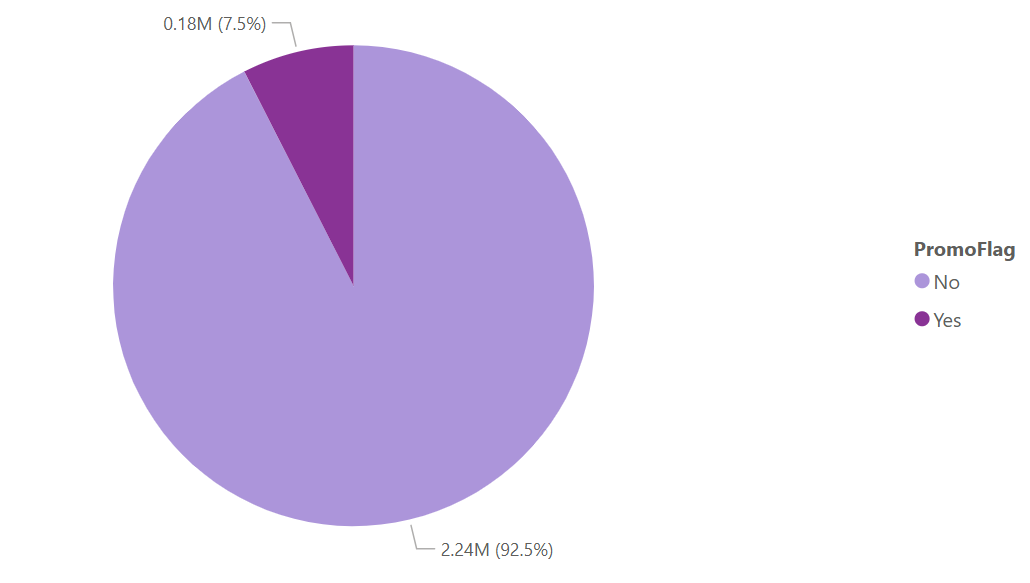 0.18M (7.5%)
PromoFlag
No
Yes
2.24M (92.5%)